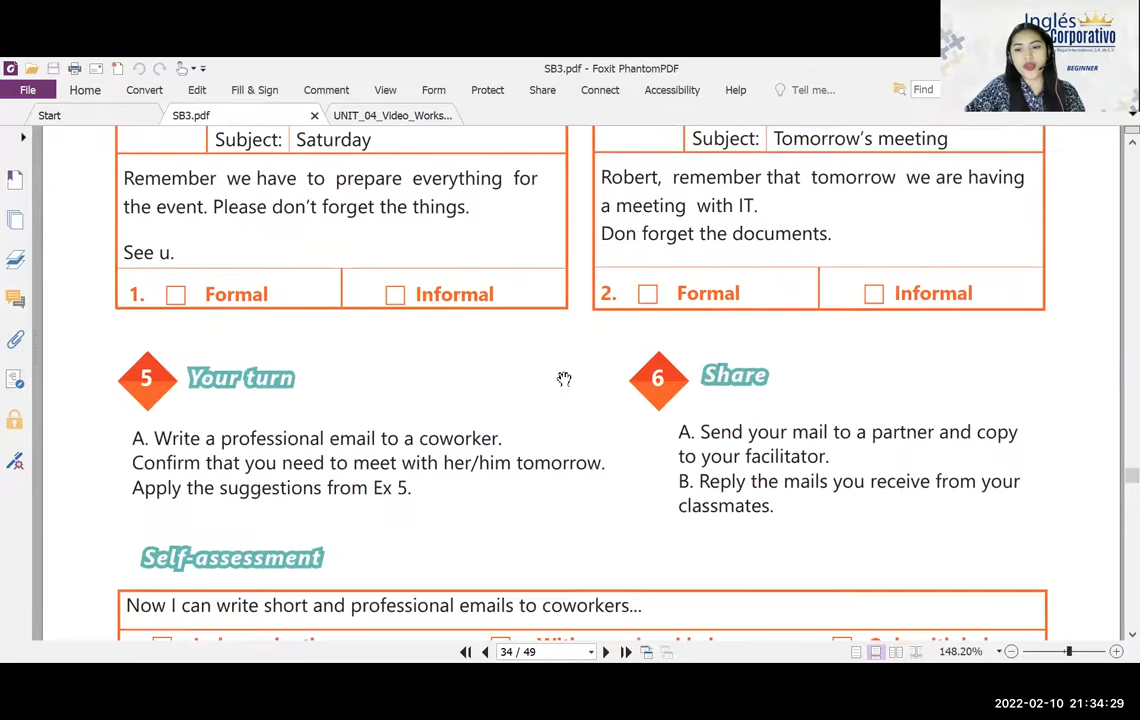 Inglés
Corporativo
BEGINNER
SB3.pdf - Foxit PhantomPDF
File Home Convert Edit Fill & Sign Comment View Form Protect Share Connect Accessibility Help Tell me... Find
Start SB3.pdf UNIT_04_Video_Works...
Subject: Saturday
Remember we have to prepare everything for
the event. Please don't forget the things.
See u.
1. Formal Informal
Subject: Tomorrow's meeting
Robert, remember that tomorrow we are having
a meeting with IT.
Don forget the documents.
2. Formal Informal
5 Your turn
A. Write a professional email to a coworker.
Confirm that you need to meet with her/him tomorrow.
Apply the suggestions from Ex 5.
6 Share
A. Send your mail to a partner and copy
to your facilitator.
B. Reply the mails you receive from your
classmates.
Self-assessment
Now I can write short and professional emails to coworkers...
34 / 49
148.20%
2022-02-10 21:34:29